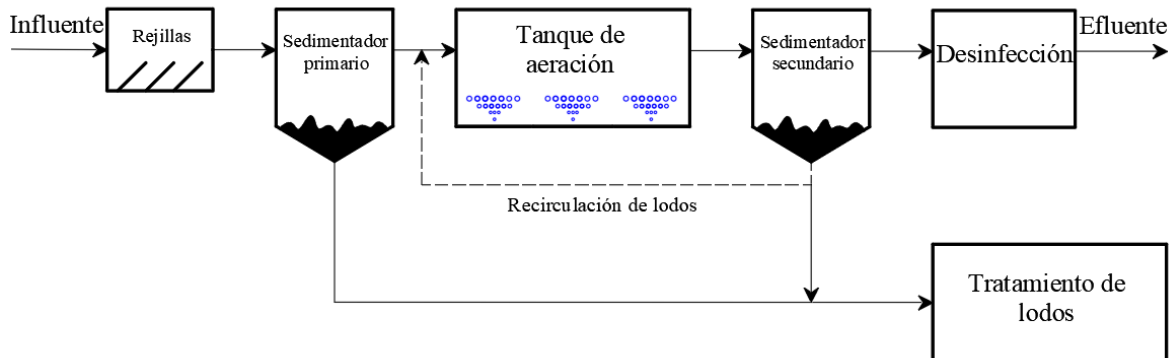 Influente
Rejillas
Sedimentador
primario
Tanque de
aeración
Sedimentador
secundario
Desinfección
Efluente
Recirculación de lodos
Tratamiento de
lodos